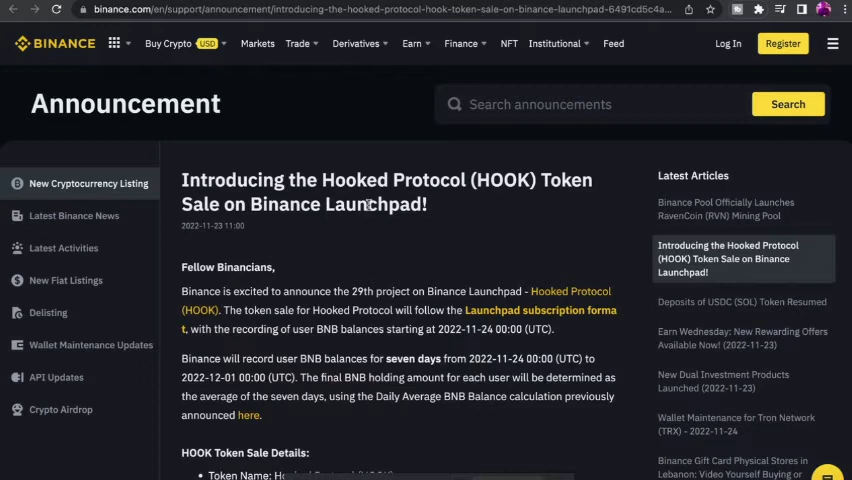 binance.com/en/support/announcement/introducing-the-hooked-protocol-hook-token-sale-on-binance-launchpad-6491cd5c4a...
BINANCE
Buy Crypto USD
Markets
Trade
Derivatives
Earn
Finance
NFT
Institutional
Feed
Log In
Register
Announcement
Search announcements
Search
New Cryptocurrency Listing
Latest Binance News
Latest Activities
New Fiat Listings
Delisting
Wallet Maintenance Updates
API Updates
Crypto Airdrop
Introducing the Hooked Protocol (HOOK) Token
Sale on Binance Launchpad!
2022-11-23 11:00
Fellow Binancians,
Binance is excited to announce the 29th project on Binance Launchpad - Hooked Protocol
(HOOK). The token sale for Hooked Protocol will follow the Launchpad subscription forma
t, with the recording of user BNB balances starting at 2022-11-24 00:00 (UTC).
Binance will record user BNB balances for seven days from 2022-11-24 00:00 (UTC) to
2022-12-01 00:00 (UTC). The final BNB holding amount for each user will be determined as
the average of the seven days, using the Daily Average BNB Balance calculation previously
announced here.
HOOK Token Sale Details:
Token Name:
Latest Articles
Binance Pool Officially Launches
RavenCoin (RVN) Mining Pool
Introducing the Hooked Protocol
(HOOK) Token Sale on Binance
Launchpad!
Deposits of USDC (SOL) Token Resumed
Earn Wednesday: New Rewarding Offers
Available Now! (2022-11-23)
New Dual Investment Products
Launched (2022-11-23)
Wallet Maintenance for Tron Network
(TRX) - 2022-11-24
Binance Gift Card Physical Stores in
Lebanon: Video Yourself Buying or